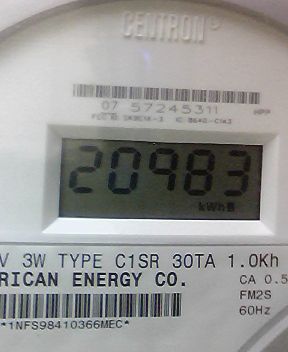 CENTRON®
07 57245311 HPP
20983
kWh
V 3W TYPE C1SR 30TA 1.0Kh
RICAN ENERGY CO.
CA 0.5
FM2S
60Hz
*1NFS98410366MEC*